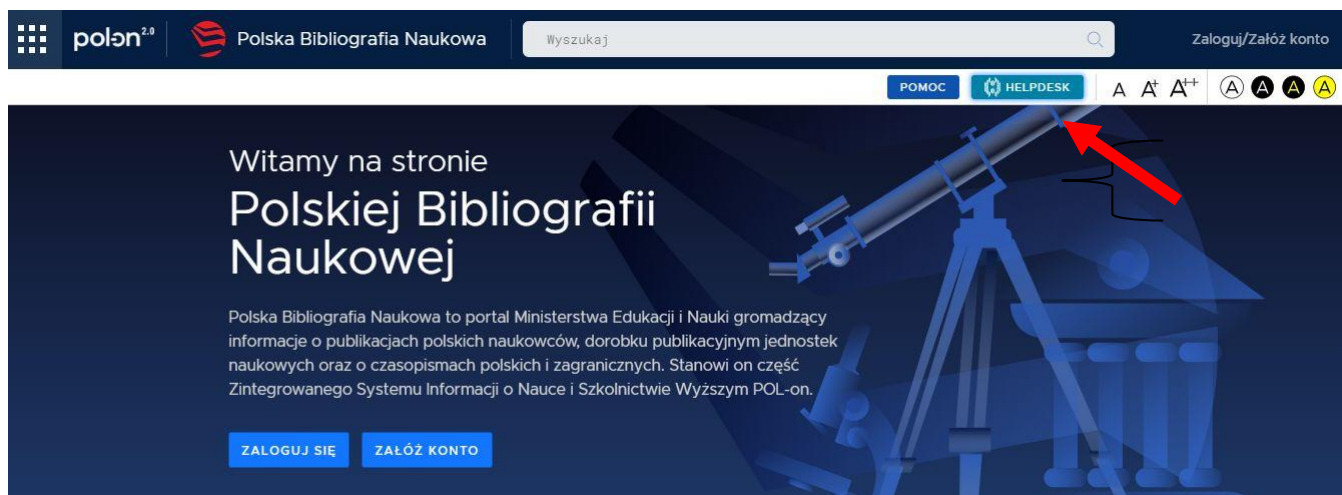 polon 2.0 Polska Bibliografia Naukowa Wyszukaj Zaloguj/Załóż konto
POMOC HELPDESK A A+ A++ A A A A
Witamy na stronie
Polskiej Bibliografii
Naukowej
Polska Bibliografia Naukowa to portal Ministerstwa Edukacji i Nauki gromadzący
informacje o publikacjach polskich naukowców, dorobku publikacyjnym jednostek
naukowych oraz o czasopismach polskich i zagranicznych. Stanowi on część
Zintegrowanego Systemu Informacji o Nauce i Szkolnictwie Wyższym POL-on.
ZALOGUJ SIĘ ZAŁÓŻ KONTO